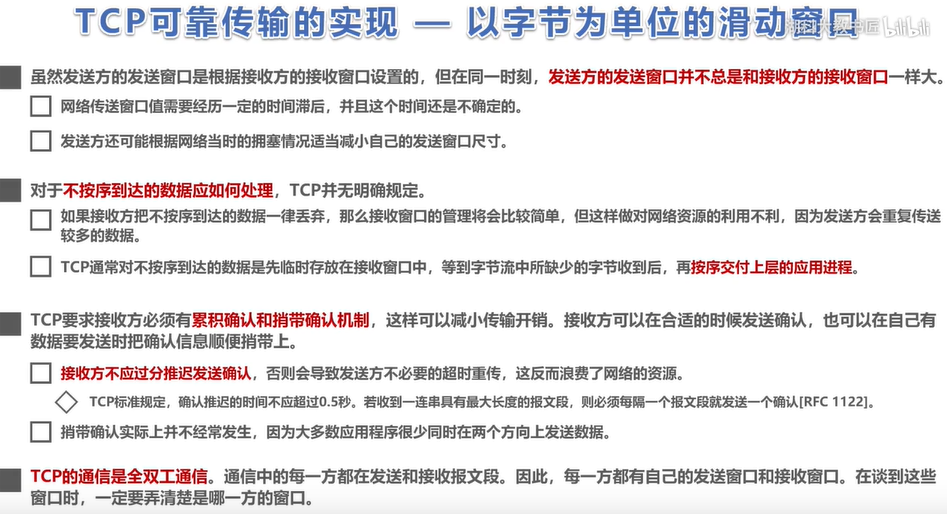 TCP可靠传输的实现 — 以字节为单位的滑动窗口
bilibili
虽然发送方的发送窗口是根据接收方的接收窗口设置的，但在同一时刻，发送方的发送窗口并不总是和接收方的接收窗口一样大。
网络传送窗口值需要经历一定的时间滞后，并且这个时间还是不确定的。
发送方还可能根据网络当时的拥塞情况适当减小自己的发送窗口尺寸。
对于不按序到达的数据应如何处理，TCP并无明确规定。
如果接收方把不按序到达的数据一律丢弃，那么接收窗口的管理将会比较简单，但这样做对网络资源的利用不利，因为发送方会重复传送
较多的数据。
TCP通常对不按序到达的数据是先临时存放在接收窗口中，等到字节流中所缺少的字节收到后，再按序交付上层的应用进程。
TCP要求接收方必须有累积确认和捎带确认机制，这样可以减小传输开销。接收方可以在合适的时候发送确认，也可以在自己有
数据要发送时把确认信息顺便捎带上。
接收方不应过分推迟发送确认，否则会导致发送方不必要的超时重传，这反而浪费了网络的资源。
TCP标准规定，确认推迟的时间不应超过0.5秒。若收到一连串具有最大长度的报文段，则必须每隔一个报文段就发送一个确认[RFC 1122]。
捎带确认实际上并不经常发生，因为大多数应用程序很少同时在两个方向上发送数据。
TCP的通信是全双工通信。通信中的每一方都在发送和接收报文段。因此，每一方都有自己的发送窗口和接收窗口。在谈到这些
窗口时，一定要弄清楚是哪一方的窗口。